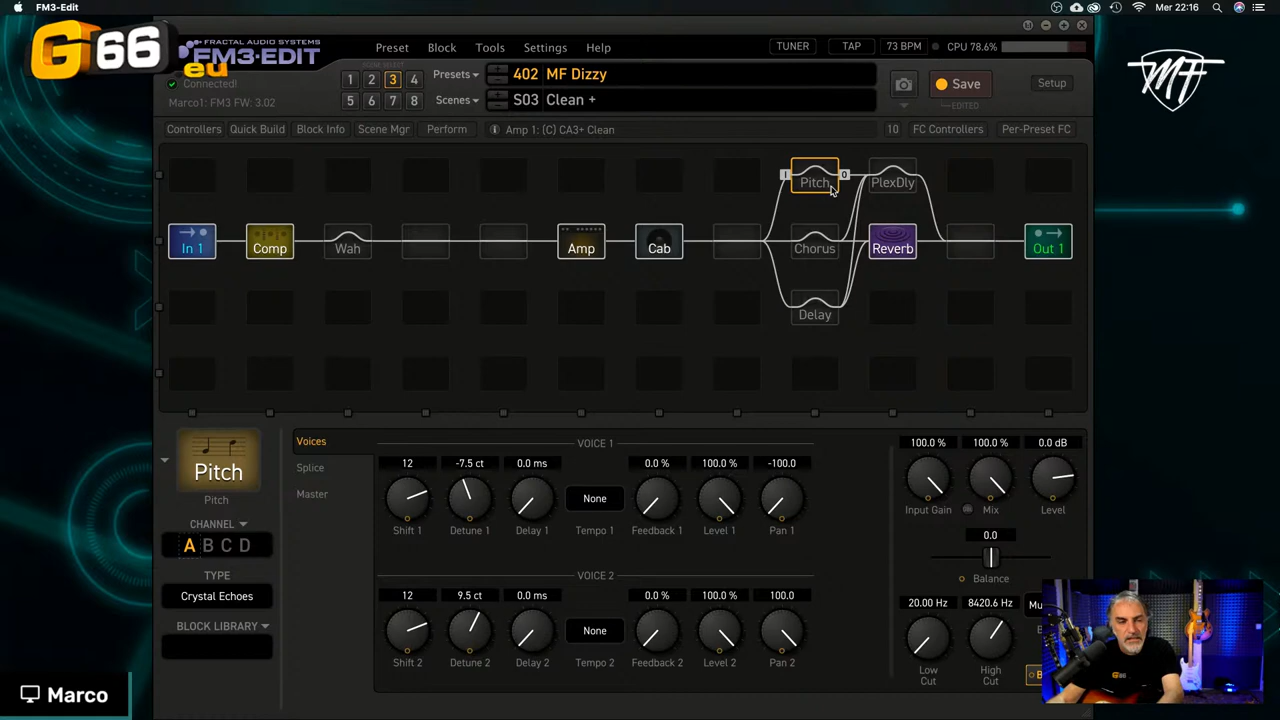 FM3-Edit
Mer 22:16
G66
eu
FRACTAL AUDIO SYSTEMS
FM3-EDIT
Preset Block Tools Settings Help
TUNER TAP 73 BPM CPU 78.6%
Connected!
Marco1: FM3 FW: 3.02
SCENE SELECT
1 2 3 4
5 6 7 8
Presets 402 MF Dizzy
Scenes S03 Clean +
Save
EDITED
Setup
MF
Controllers Quick Build Block Info Scene Mgr Perform Amp 1: (C) CA3+ Clean 10 FC Controllers Per-Preset FC
I Pitch O PlexDly
In 1 Comp Wah Amp Cab Chorus Reverb Out 1
Delay
Pitch
Pitch
CHANNEL
A B C D
TYPE
Crystal Echoes
BLOCK LIBRARY
Voices
Splice
Master
VOICE 1
12 -7.5 ct 0.0 ms None 0.0 % 100.0 % -100.0
Shift 1 Detune 1 Delay 1 Tempo 1 Feedback 1 Level 1 Pan 1
VOICE 2
12 9.5 ct 0.0 ms None 0.0 % 100.0 % 100.0
Shift 2 Detune 2 Delay 2 Tempo 2 Feedback 2 Level 2 Pan 2
100.0 % 100.0 % 0.0 dB
Input Gain Mix Level
0.0
Balance
20.00 Hz 8420.6 Hz
Low Cut High Cut
Marco